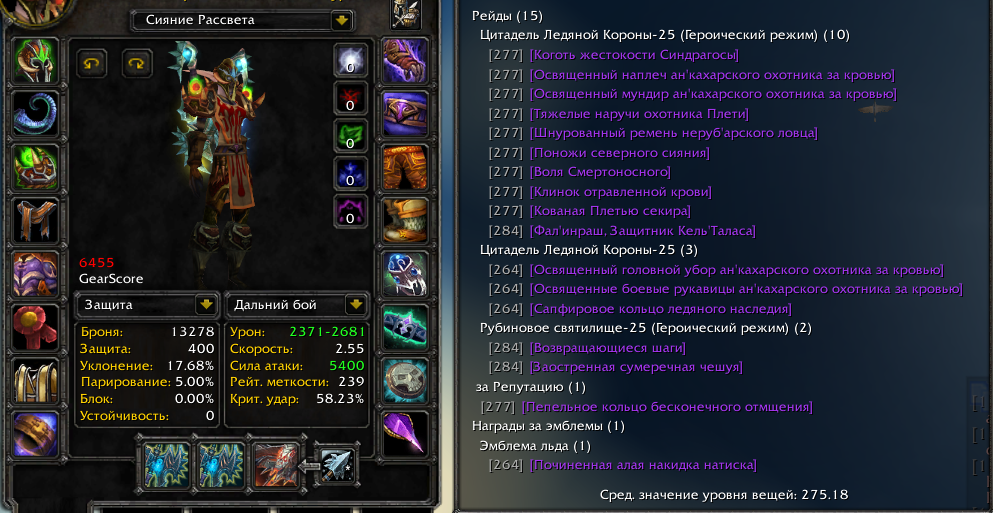 Сияние Рассвета
0
0
0
0
0
6455
GearScore
Защита
Броня: 13278
Защита: 400
Уклонение: 17.68%
Парирование: 5.00%
Блок: 0.00%
Устойчивость: 0
Дальний бой
Урон: 2371-2681
Скорость: 2.55
Сила атаки: 5400
Рейт. меткости: 239
Крит. удар: 58.23%
Рейды (15)
Цитадель Ледяной Короны-25 (Героический режим) (10)
[277] [Коготь жестокости Синдрагосы]
[277] [Освященный наплеч ан'кахарского охотника за кровью]
[277] [Освященный мундир ан'кахарского охотника за кровью]
[277] [Тяжелые наручи охотника Плети]
[277] [Шнурованный ремень неруб'арского ловца]
[277] [Поножи северного сияния]
[277] [Воля Смертоносного]
[277] [Клинок отравленной крови]
[277] [Кованая Плетью секира]
[284] [Фал'инраш, Защитник Кель'Таласа]
Цитадель Ледяной Короны-25 (3)
[264] [Освященный головной убор ан'кахарского охотника за кровью]
[264] [Освященные боевые рукавицы ан'кахарского охотника за кровью]
[264] [Сапфировое кольцо ледяного наследия]
Рубиновое святилище-25 (Героический режим) (2)
[284] [Возвращающиеся шаги]
[284] [Заостренная сумеречная чешуя]
за Репутацию (1)
[277] [Пепельное кольцо бесконечного отмщения]
Награды за эмблемы (1)
Эмблема льда (1)
[264] [Починенная алая накидка натиска]
Сред. значение уровня вещей: 275.18